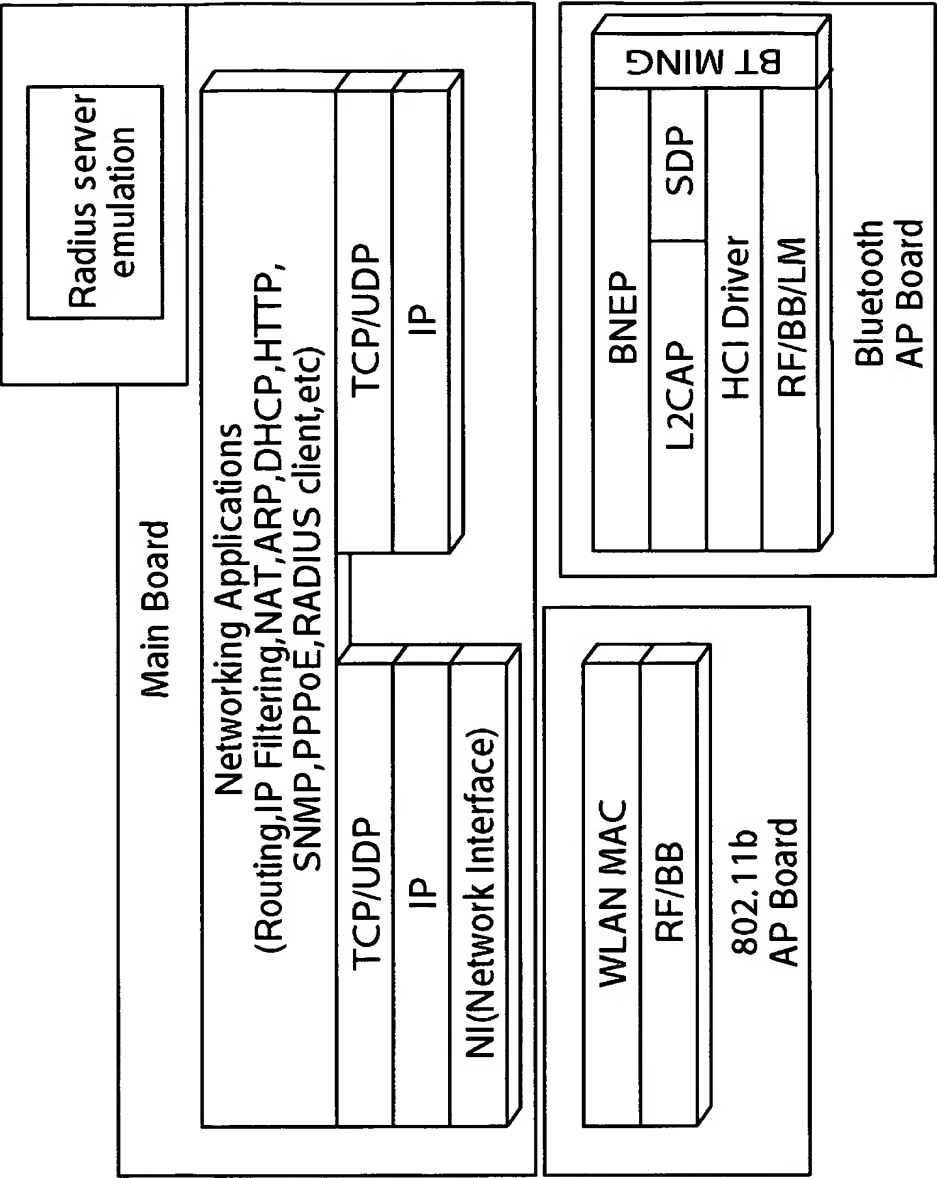 Radius server
emulation
Main Board
Networking Applications
(Routing,IP Filtering,NAT,ARP,DHCP,HTTP,
SNMP,PPPoE,RADIUS client,etc)
TCP/UDP
IP
NI(Network Interface)
TCP/UDP
IP
WLAN MAC
RF/BB
802.11b
AP Board
BNEP
L2CAP
SDP
HCI Driver
RF/BB/LM
BT MING
Bluetooth
AP Board